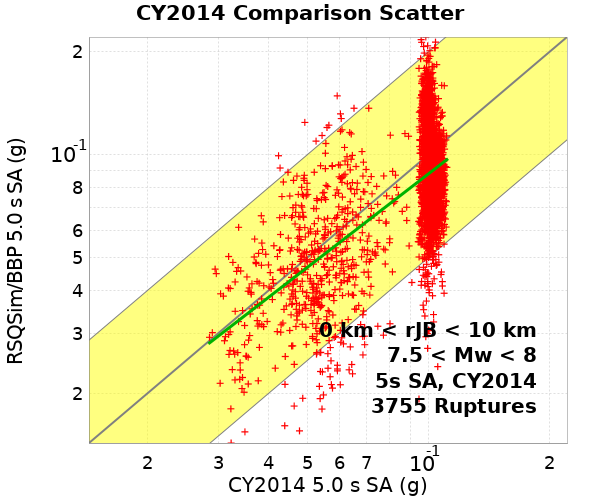 CY2014 Comparison Scatter
2
10-1
8
6
5
4
3
2
RSQSim/BBP 5.0 s SA (g)
0 km < rJB < 10 km
7.5 < Mw < 8
5s SA, CY2014
3755 Ruptures
2 3 4 5 6 7 10-1 2
CY2014 5.0 s SA (g)